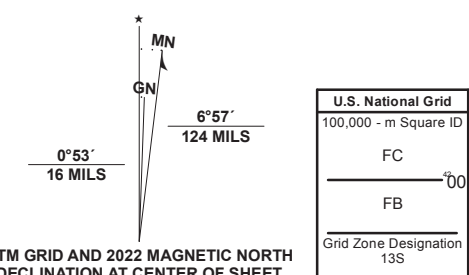 ★
MN
GN
6°57´
124 MILS
0°53´
16 MILS
TM GRID AND 2022 MAGNETIC NORTH
DECLINATION AT CENTER OF SHEET
U.S. National Grid
100,000 - m Square ID
FC
4200
FB
Grid Zone Designation
13S